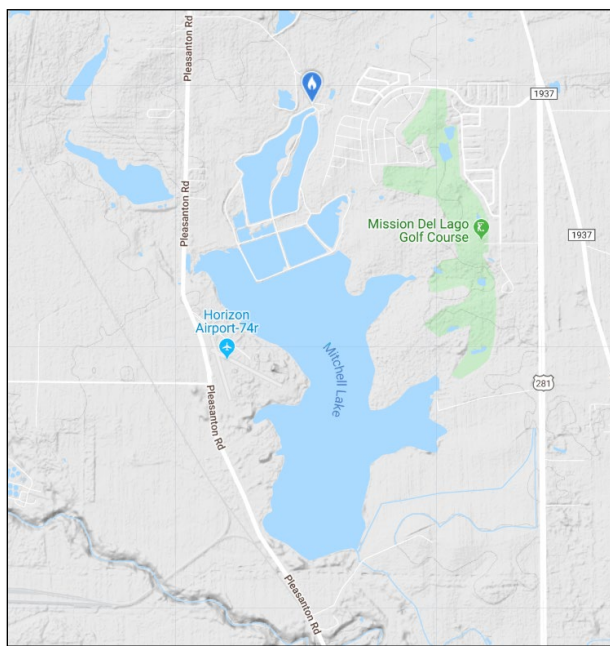 Pleasanton Rd
1937
Pleasanton Rd
Mission Del Lago
Golf Course
1937
Horizon
Airport-74r
Mitchell Lake
281
Pleasanton Rd
Pleasanton Rd